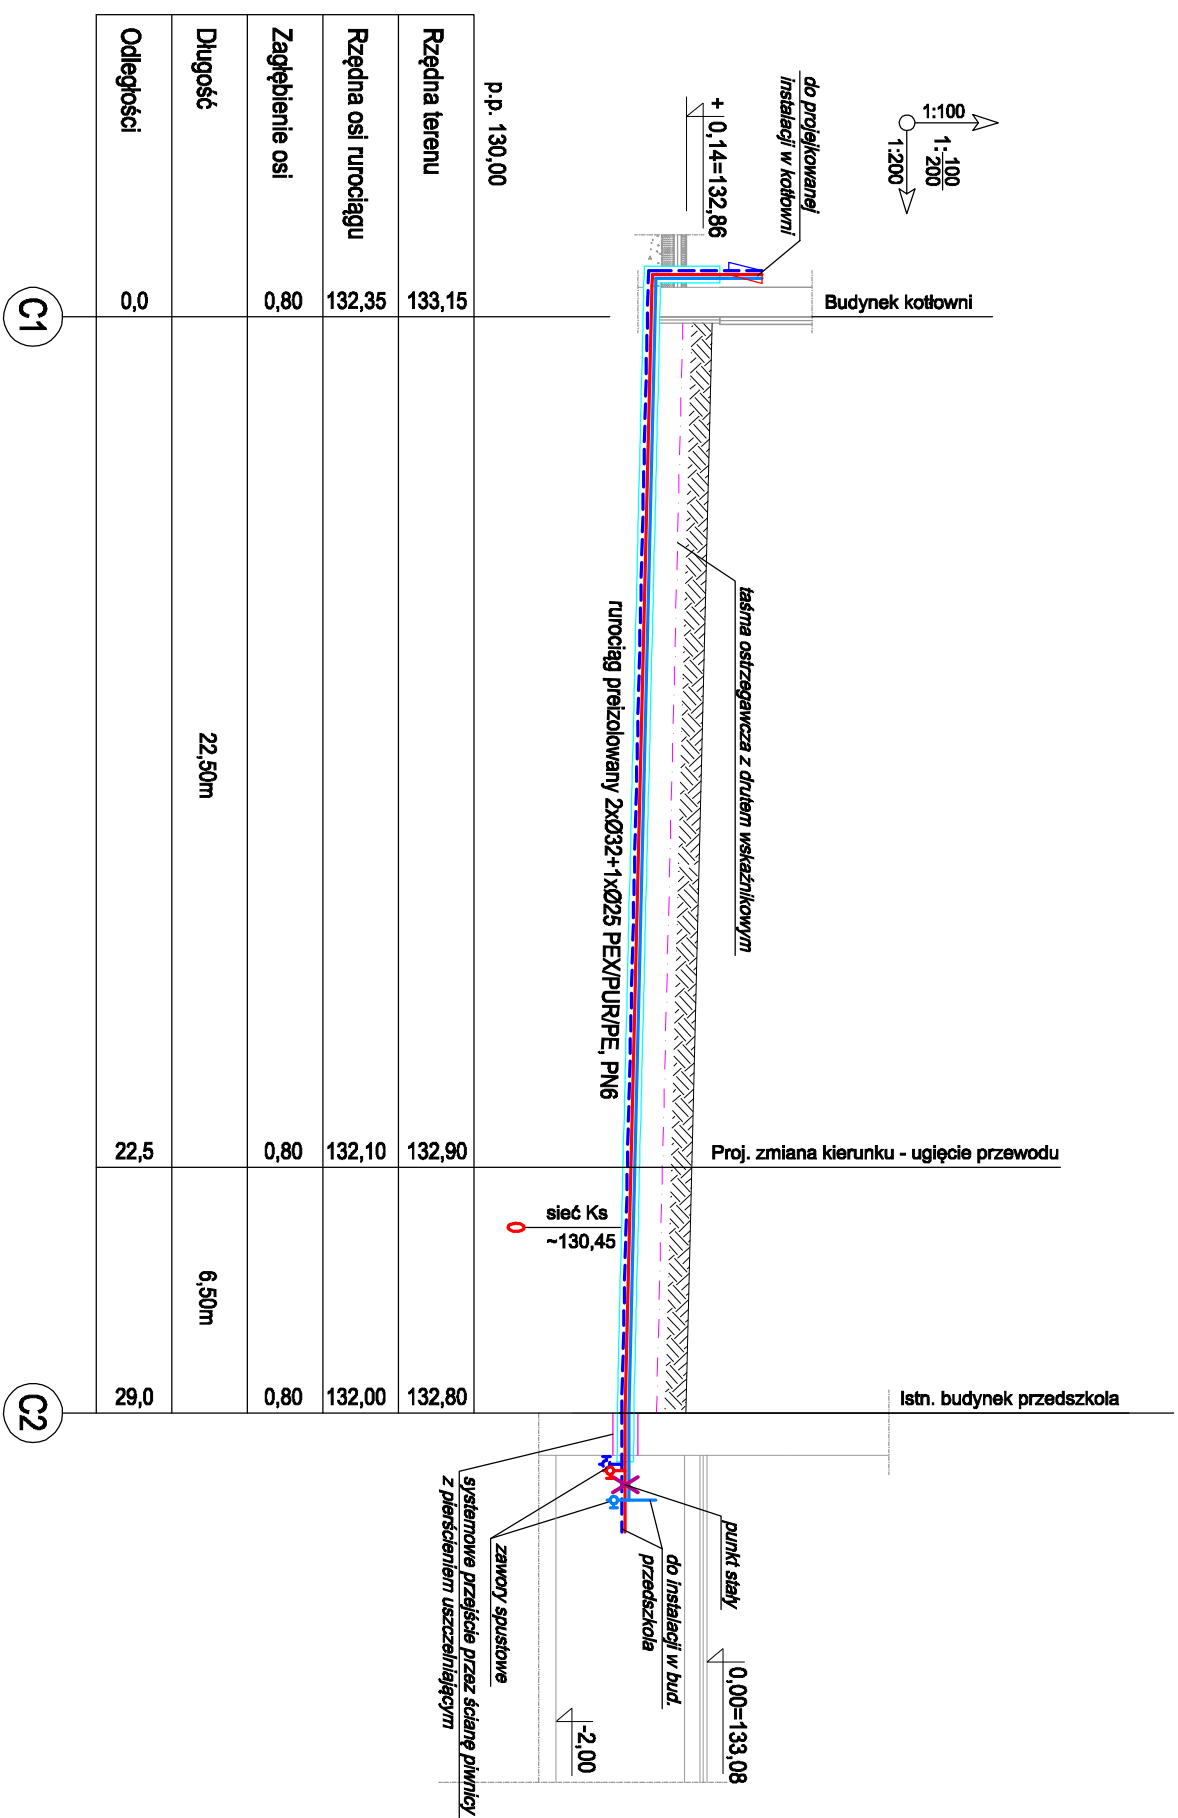 1:100
1:100/200
1:200
do projejkowanej
instalacji w kotłowni
+ 0,14=132,86
Budynek kotłowni
taśma ostrzegawcza z drutem wskaźnikowym
rurociąg preizolowany 2xØ32+1xØ25 PEX/PUR/PE, PN6
Proj. zmiana kierunku - ugięcie przewodu
sieć Ks
~130,45
Istn. budynek przedszkola
punkt stały
do instalacji w bud.
przedszkola
zawory spustowe
systemowe przejście przez ścianę piwnicy
z pierścieniem uszczelniającym
0,00=133,08
-2,00
p.p. 130,00
Rzędna terenu 133,15 132,90 132,80
Rzędna osi rurociągu 132,35 132,10 132,00
Zagłębienie osi 0,80 0,80 0,80
Długość 22,50m 6,50m
Odległości 0,0 22,5 29,0
C1 C2